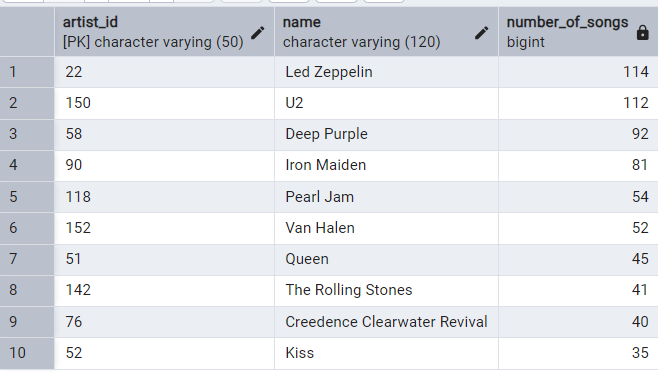 artist_id name number_of_songs
[PK] character varying (50) character varying (120) bigint
1 22 Led Zeppelin 114
2 150 U2 112
3 58 Deep Purple 92
4 90 Iron Maiden 81
5 118 Pearl Jam 54
6 152 Van Halen 52
7 51 Queen 45
8 142 The Rolling Stones 41
9 76 Creedence Clearwater Revival 40
10 52 Kiss 35